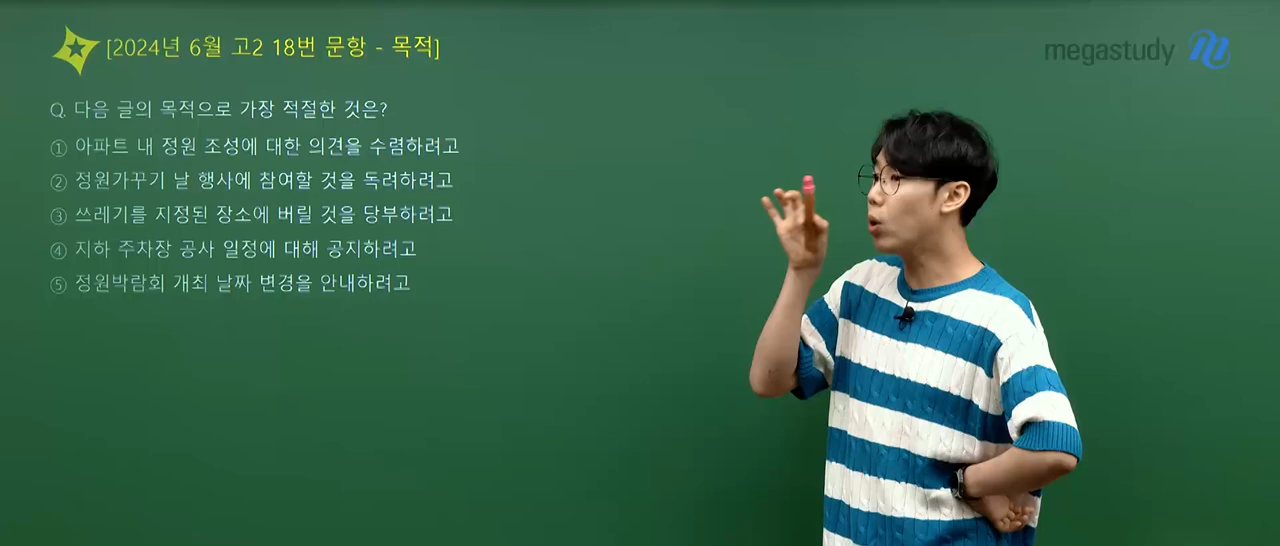 [2024년 6월 고2 18번 문항 - 목적]
megastudy
Q. 다음 글의 목적으로 가장 적절한 것은?
① 아파트 내 정원 조성에 대한 의견을 수렴하려고
② 정원가꾸기 날 행사에 참여할 것을 독려하려고
③ 쓰레기를 지정된 장소에 버릴 것을 당부하려고
④ 지하 주차장 공사 일정에 대해 공지하려고
⑤ 정원박람회 개최 날짜 변경을 안내하려고